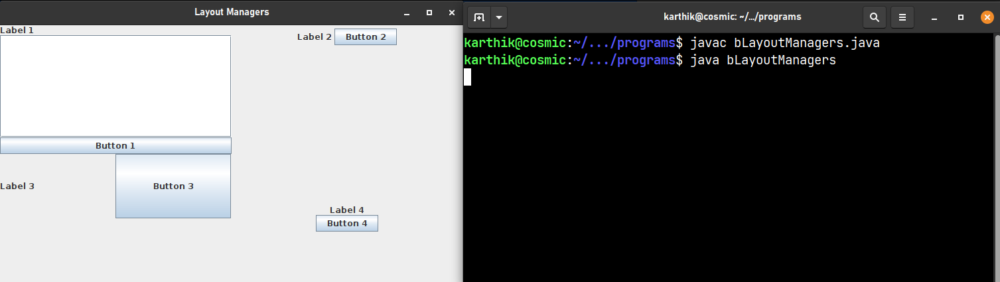 Layout Managers
Label 1
Label 2 Button 2
Button 1
Label 3 Button 3
Label 4
Button 4
karthik@cosmic: ~/.../programs
karthik@cosmic:~/.../programs$ javac bLayoutManagers.java
karthik@cosmic:~/.../programs$ java bLayoutManagers